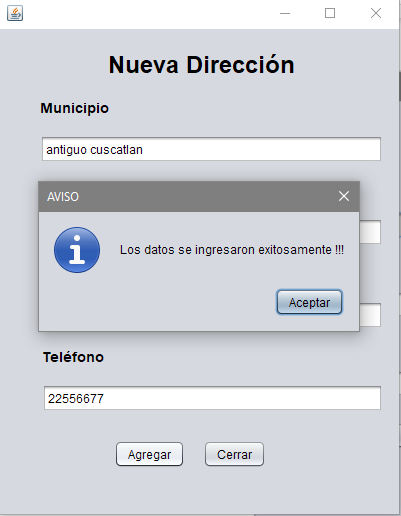 Nueva Dirección
Municipio
antiguo cuscatlan
AVISO
Los datos se ingresaron exitosamente !!!
Aceptar
Teléfono
22556677
Agregar
Cerrar